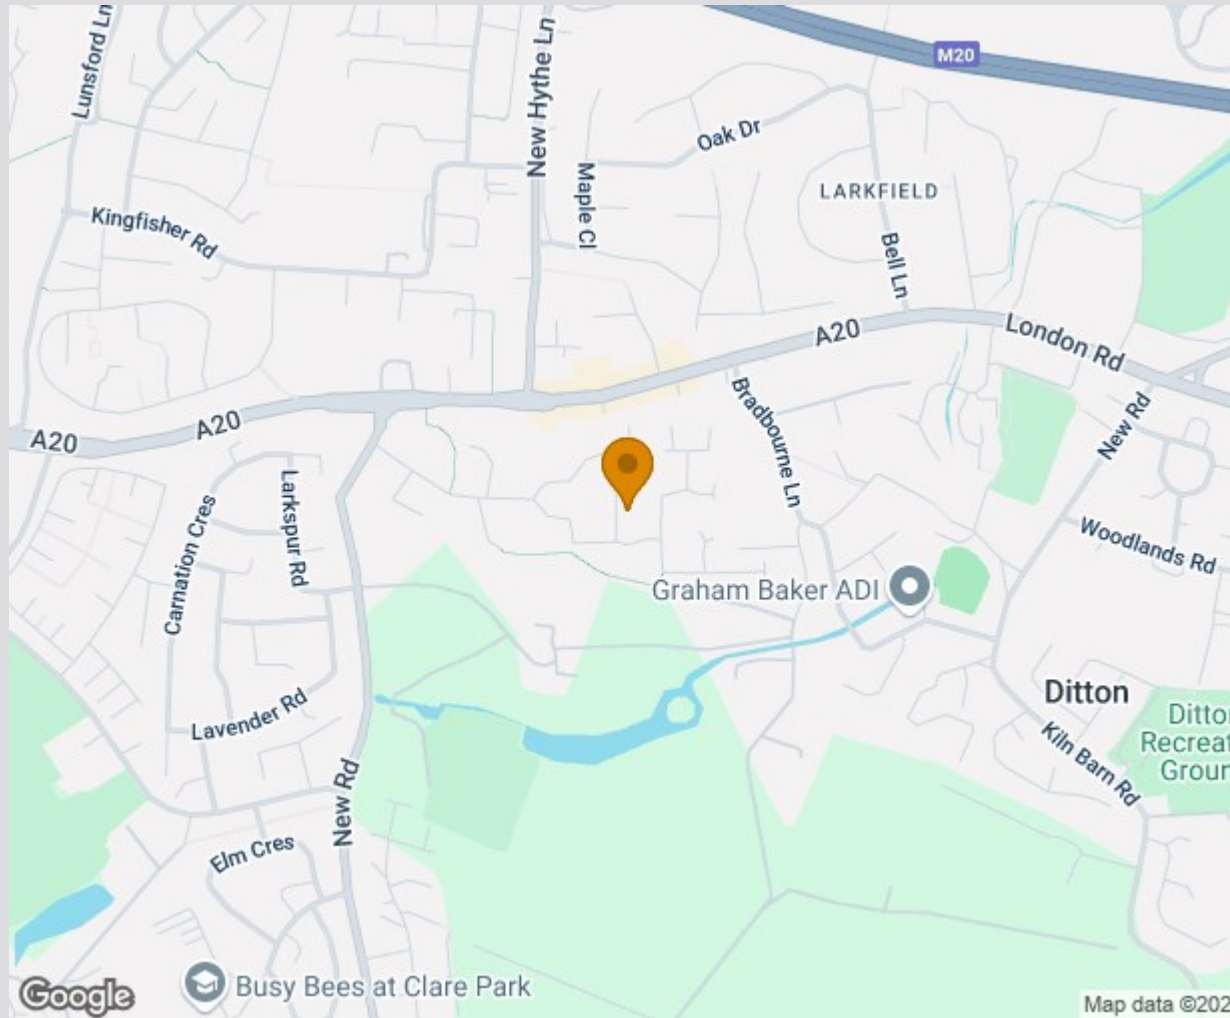 Lunsford Ln
New Hythe Ln
M20
Oak Dr
Maple Cl
LARKFIELD
Kingfisher Rd
Bell Ln
A20
London Rd
A20
A20
Bradbourne Ln
New Rd
Larkspur Rd
Carnation Cres
Woodlands Rd
Graham Baker ADI
Ditton
Lavender Rd
Kiln Barn Rd
New Rd
Elm Cres
Busy Bees at Clare Park
Google
Map data ©202